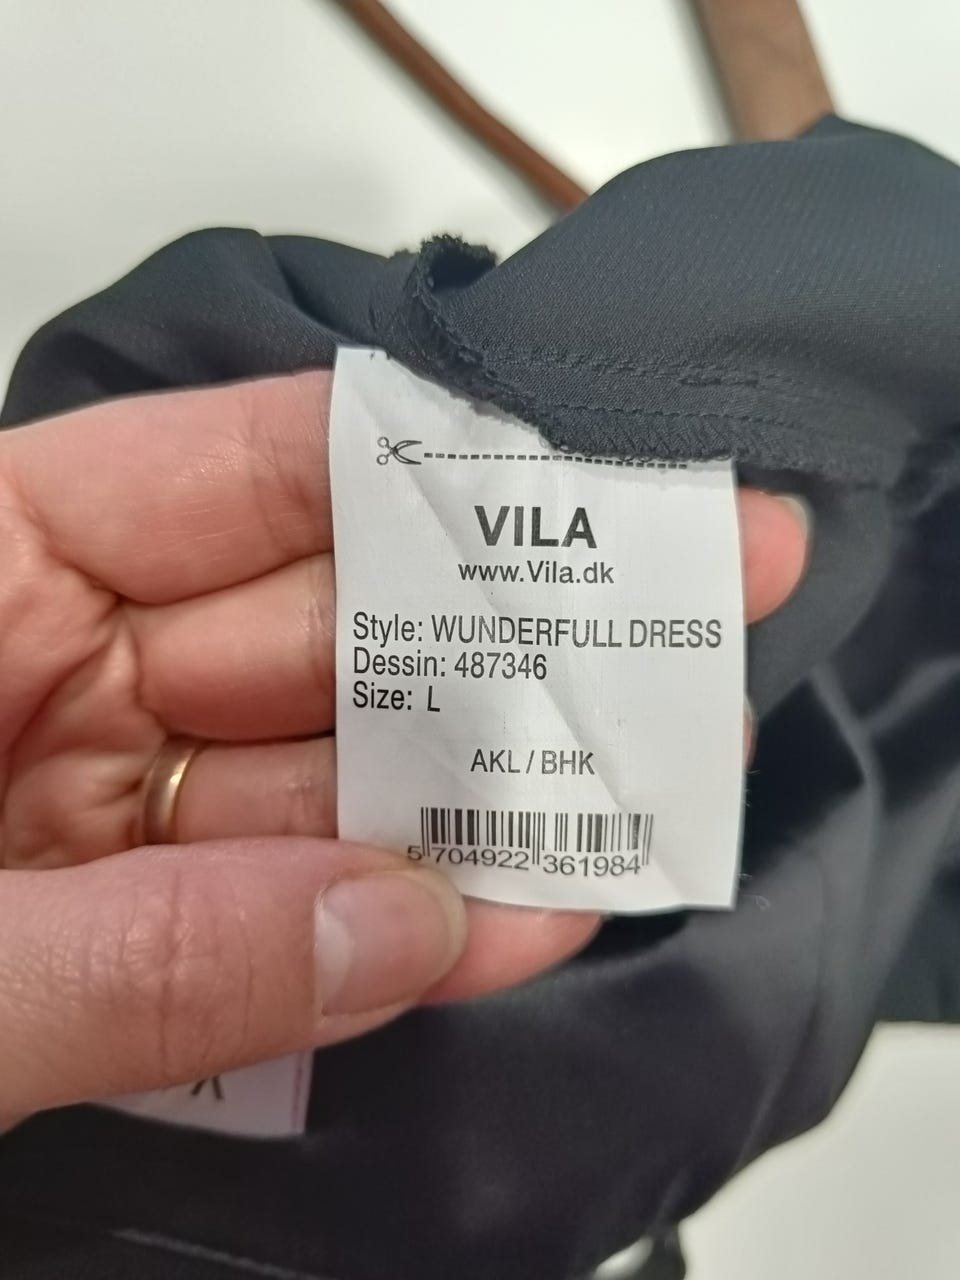 VILA
www.Vila.dk
Style: WUNDERFULL DRESS
Dessin: 487346
Size: L
AKL / BHK
5 704922 361984